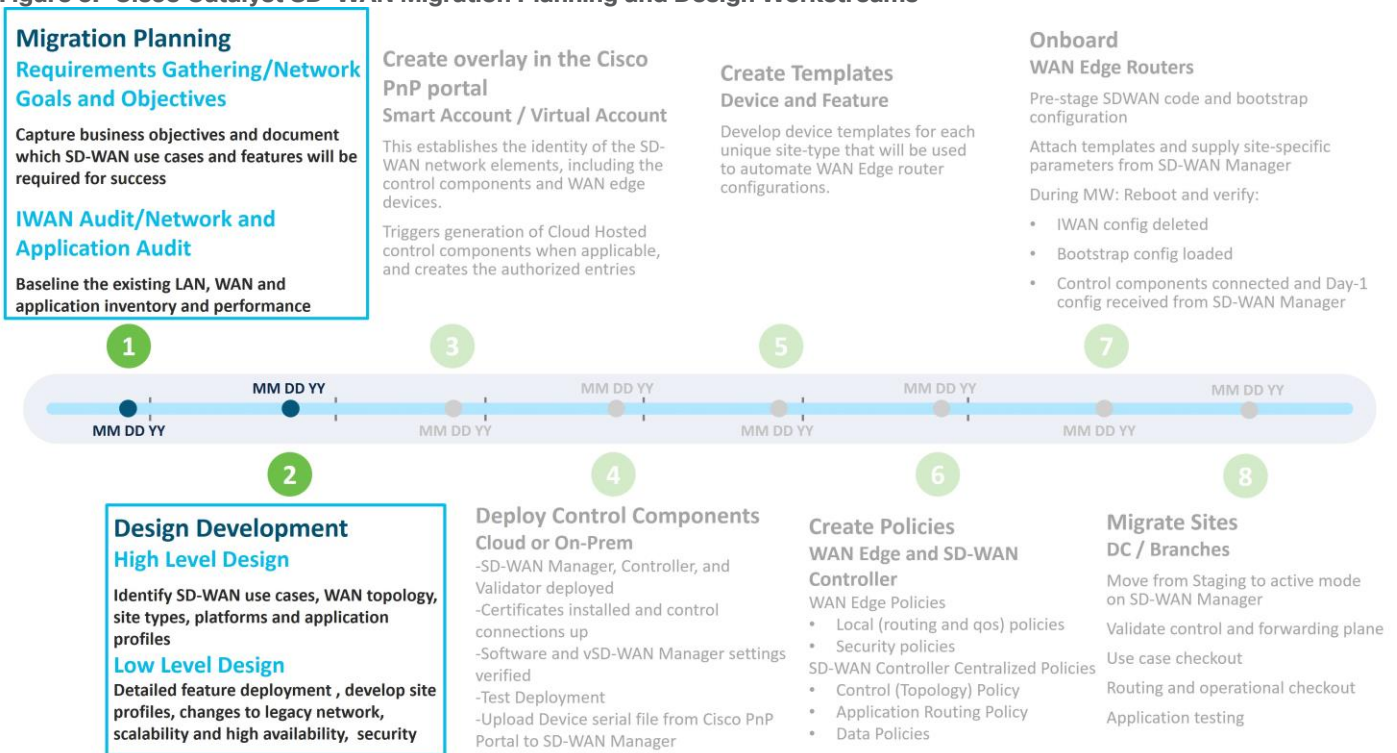 Migration Planning
Requirements Gathering/Network
Goals and Objectives
Capture business objectives and document
which SD-WAN use cases and features will be
required for success
IWAN Audit/Network and
Application Audit
Baseline the existing LAN, WAN and
application inventory and performance
Create overlay in the Cisco
PnP portal
Smart Account / Virtual Account
This establishes the identity of the SD-
WAN network elements, including the
control components and WAN edge
devices.
Triggers generation of Cloud Hosted
control components when applicable,
and creates the authorized entries
Create Templates
Device and Feature
Develop device templates for each
unique site-type that will be used
to automate WAN Edge router
configurations.
Onboard
WAN Edge Routers
Pre-stage SDWAN code and bootstrap
configuration
Attach templates and supply site-specific
parameters from SD-WAN Manager
During MW: Reboot and verify:
• IWAN config deleted
• Bootstrap config loaded
• Control components connected and Day-1
config received from SD-WAN Manager
1
3
5
7
MM DD YY
MM DD YY
MM DD YY
MM DD YY
MM DD YY
MM DD YY
MM DD YY
MM DD YY
2
4
6
8
Design Development
High Level Design
Identify SD-WAN use cases, WAN topology,
site types, platforms and application
profiles
Low Level Design
Detailed feature deployment , develop site
profiles, changes to legacy network,
scalability and high availability, security
Deploy Control Components
Cloud or On-Prem
-SD-WAN Manager, Controller, and
Validator deployed
-Certificates installed and control
connections up
-Software and vSD-WAN Manager settings
verified
-Test Deployment
-Upload Device serial file from Cisco PnP
Portal to SD-WAN Manager
Create Policies
WAN Edge and SD-WAN
Controller
WAN Edge Policies
• Local (routing and qos) policies
• Security policies
SD-WAN Controller Centralized Policies
• Control (Topology) Policy
• Application Routing Policy
• Data Policies
Migrate Sites
DC / Branches
Move from Staging to active mode
on SD-WAN Manager
Validate control and forwarding plane
Use case checkout
Routing and operational checkout
Application testing